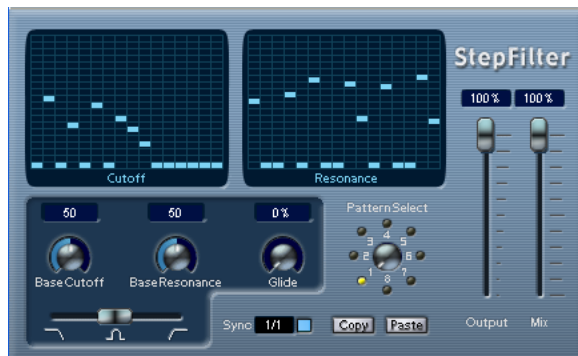 StepFilter
100 % 100 %
Cutoff
Resonance
50
50
0 %
Pattern Select
1 2 3 4 5 6 7 8
Base Cutoff
Base Resonance
Glide
Sync 1/1
Copy
Paste
Output
Mix